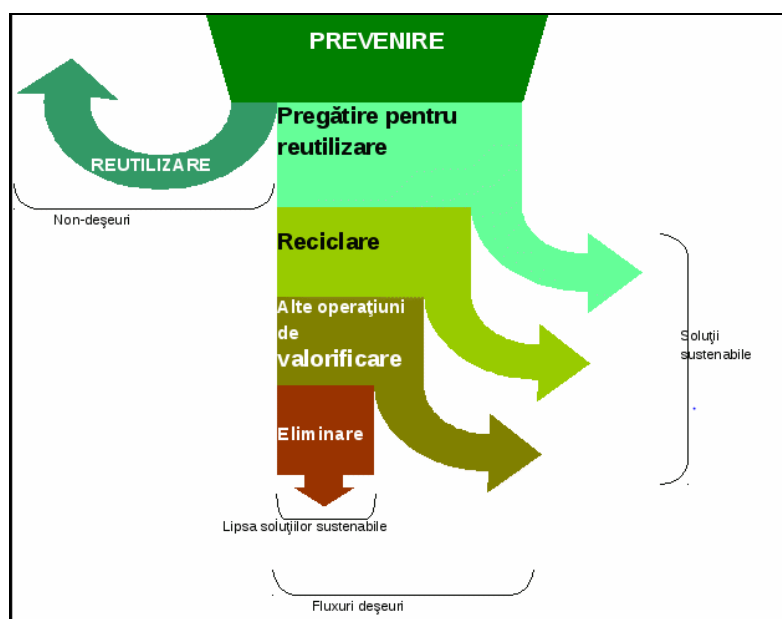 PREVENIRE
Pregătire pentru
reutilizare
REUTILIZARE
Non-deşeuri
Reciclare
Alte operaţiuni
de
valorificare
Soluţii
sustenabile
Eliminare
Lipsa soluţiilor sustenabile
Fluxuri deşeuri